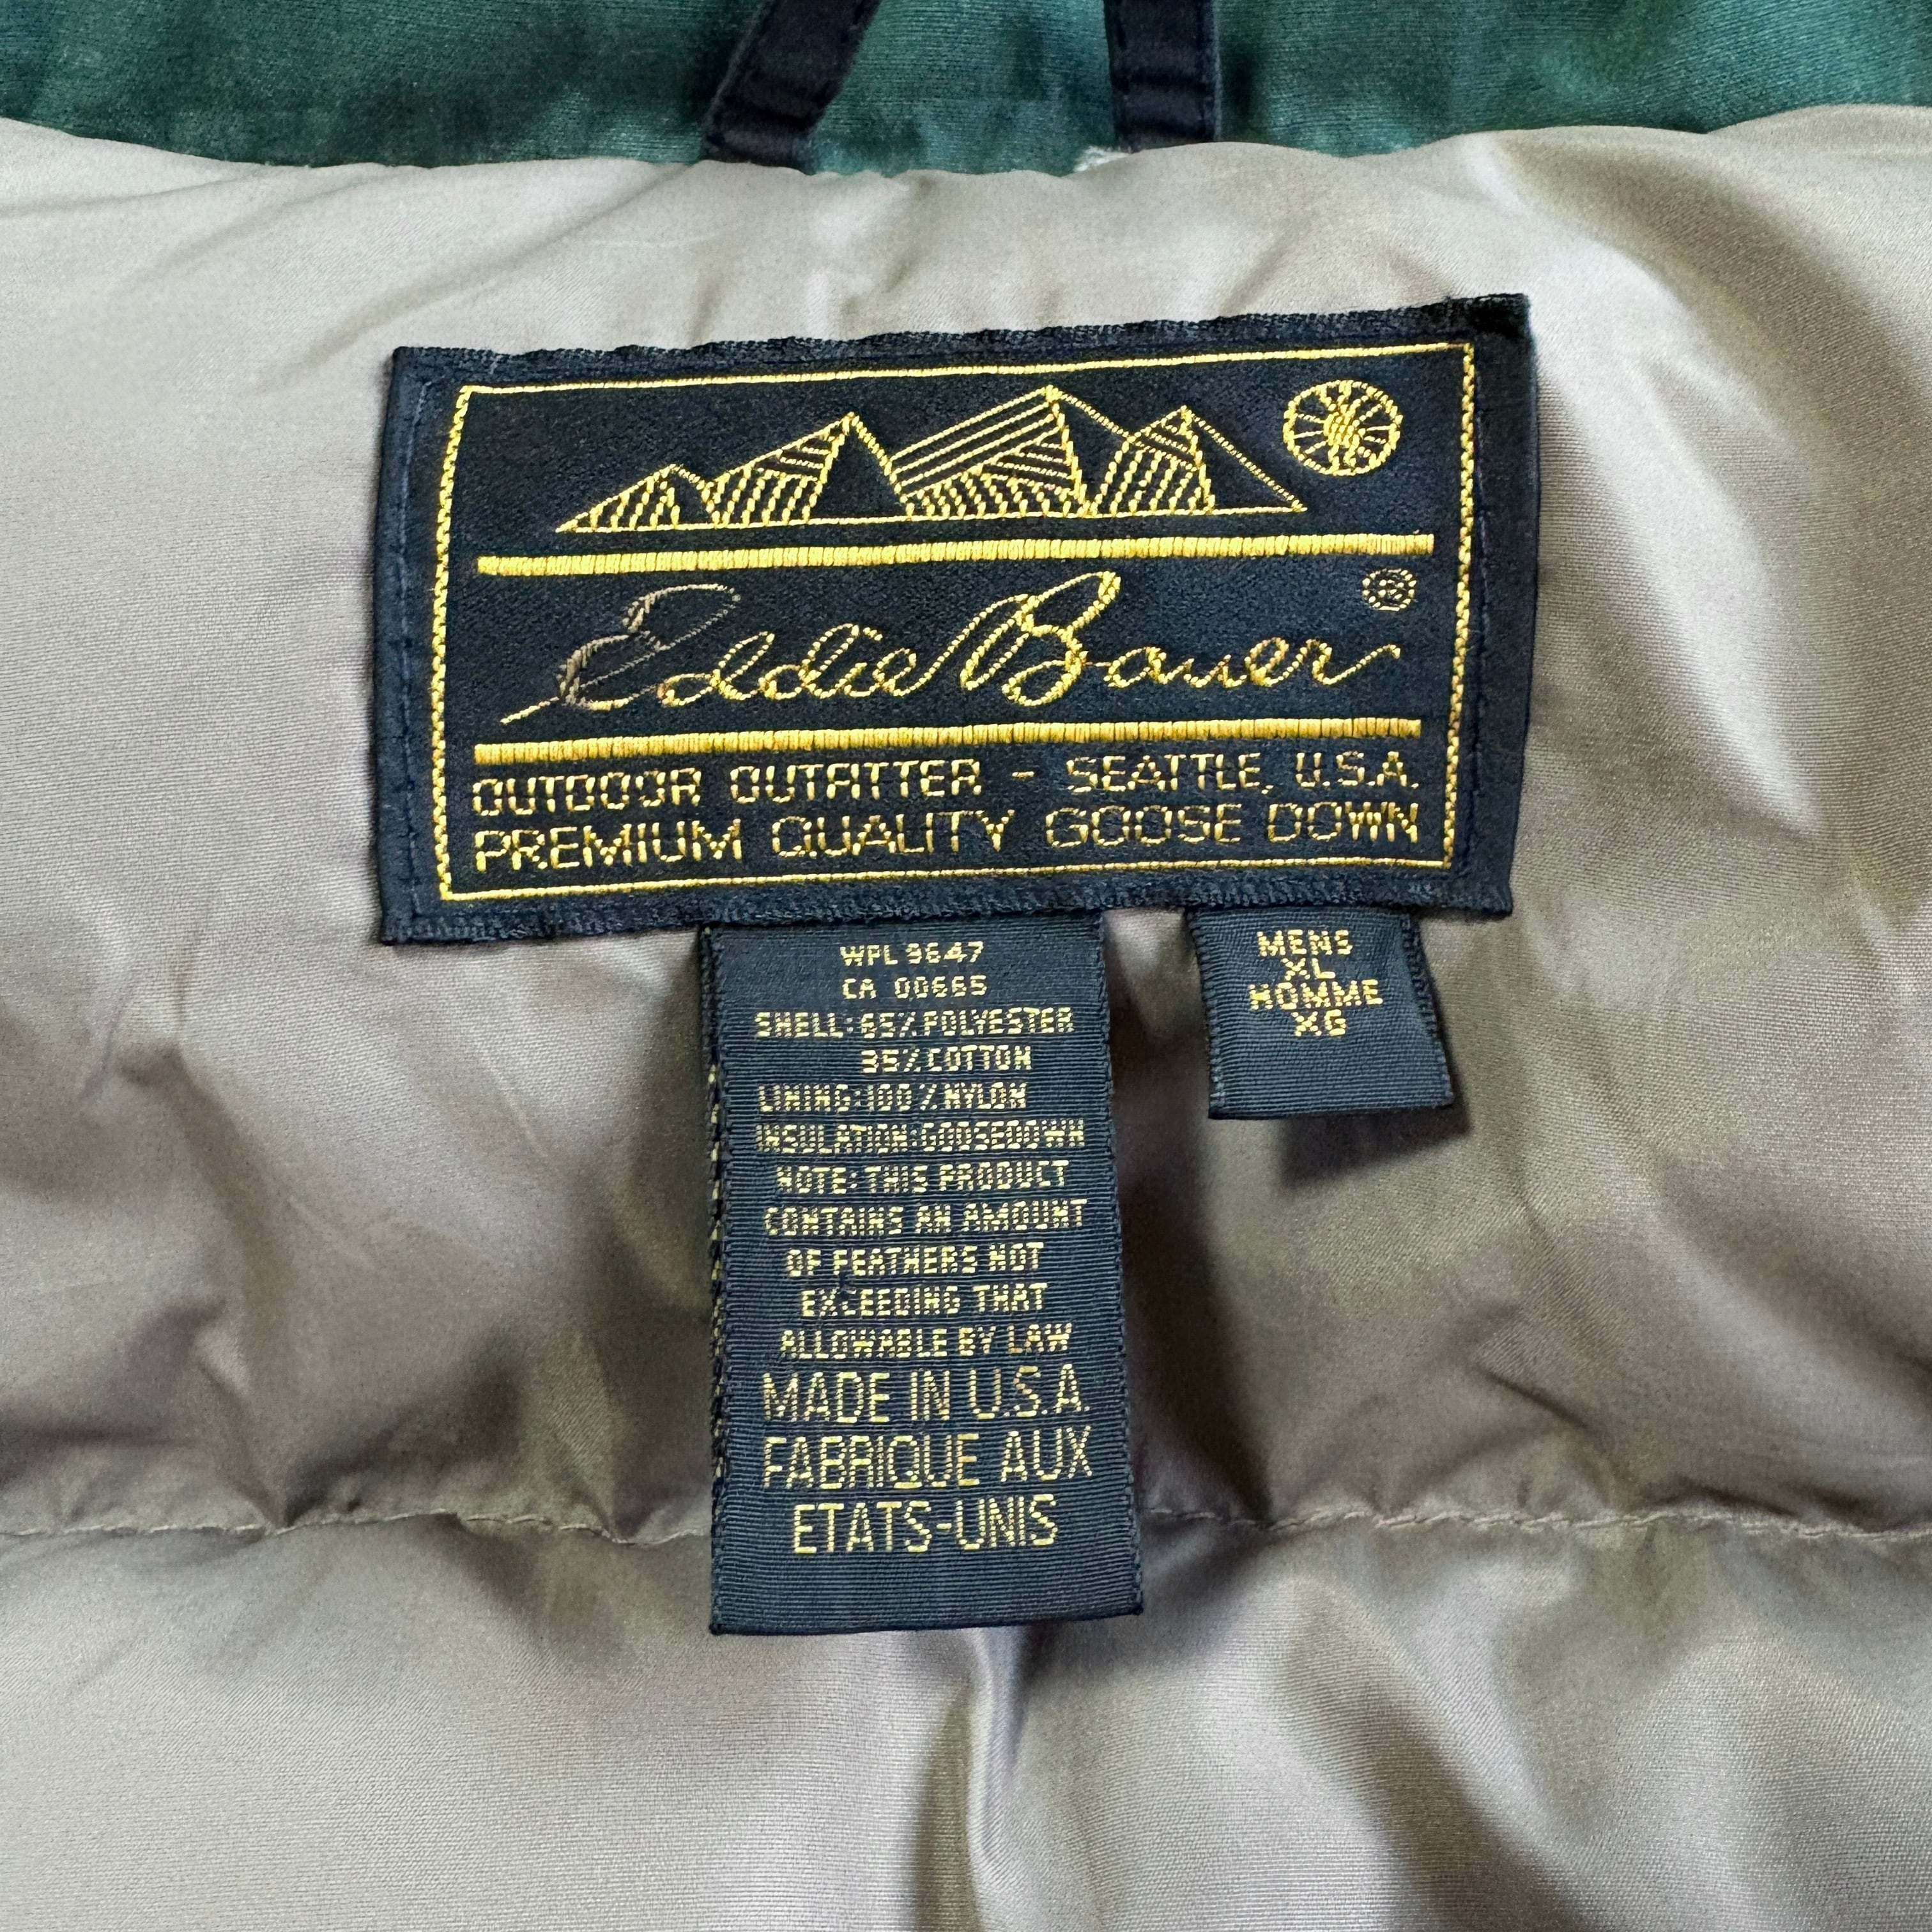 Eddie Bauer ®
OUTDOOR OUTFITTER - SEATTLE, U.S.A.
PREMIUM QUALITY GOOSE DOWN
WPL 9647
CA 00665
SHELL: 65% POLYESTER
35% COTTON
LINING: 100% NYLON
INSULATION: GOOSEDOWN
NOTE: THIS PRODUCT
CONTAINS AN AMOUNT
OF FEATHERS NOT
EXCEEDING THAT
ALLOWABLE BY LAW
MADE IN U.S.A.
FABRIQUE AUX
ETATS-UNIS
MENS
XL
HOMME
XG